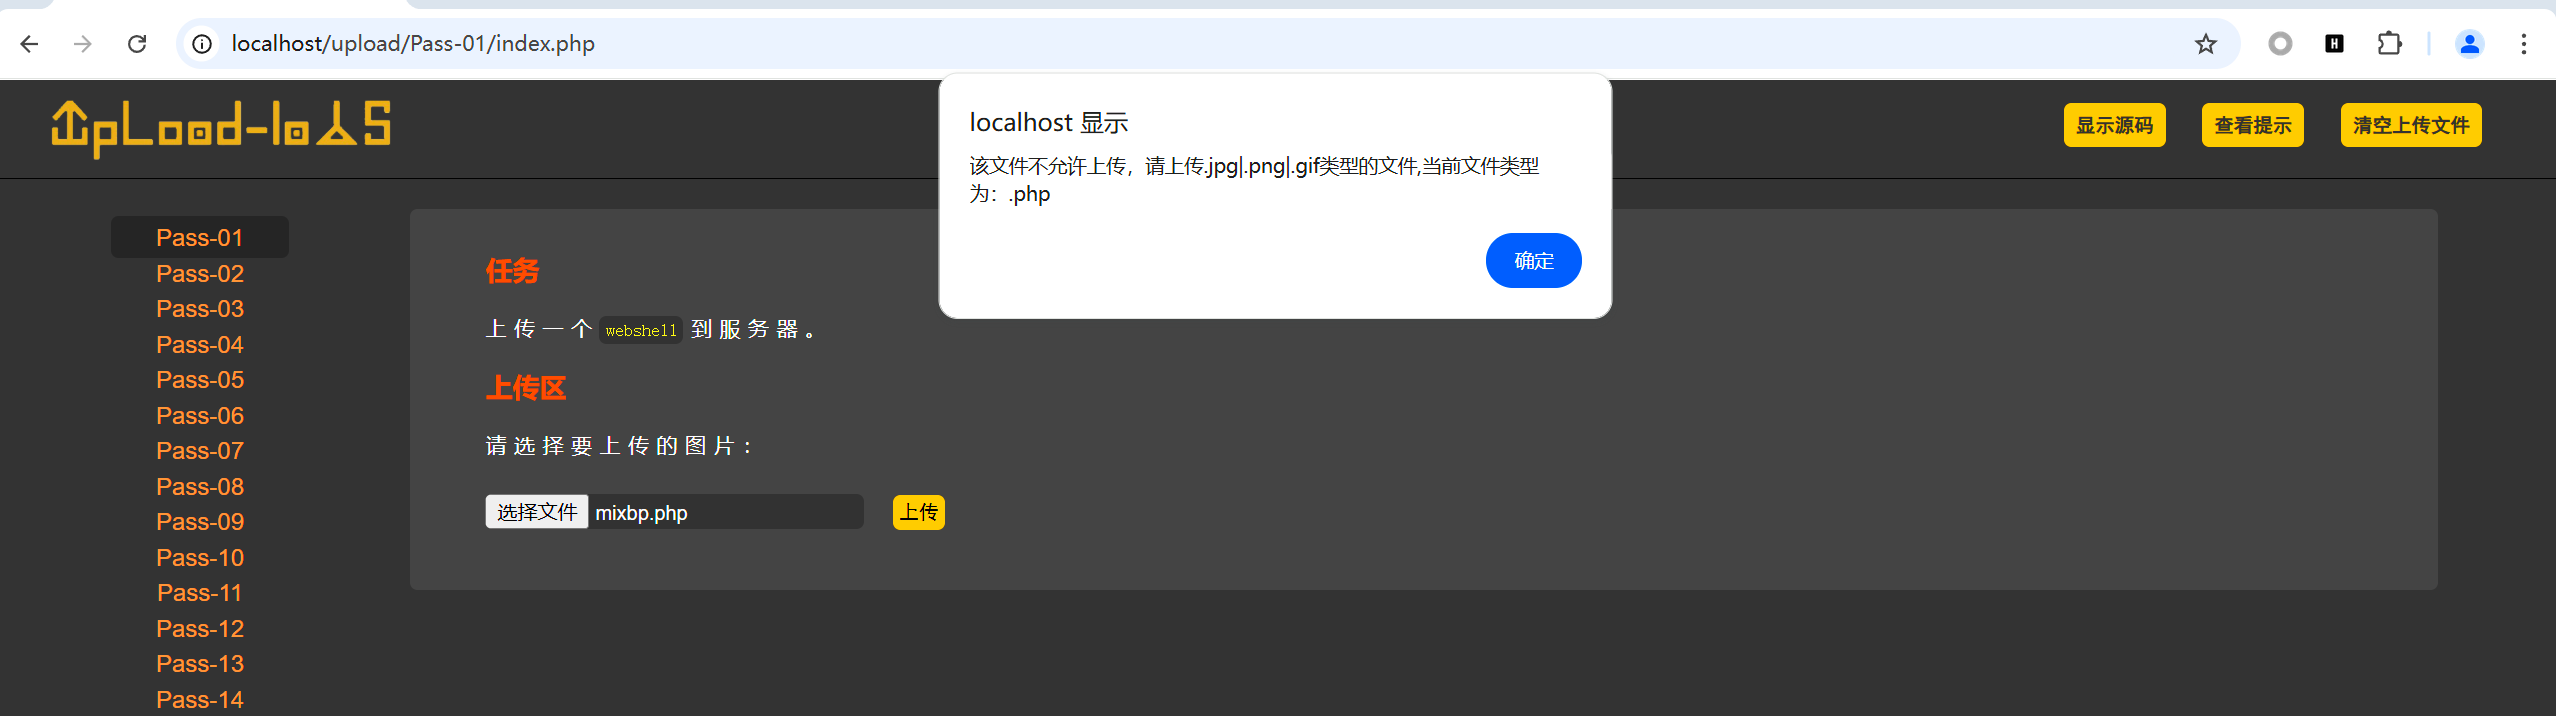 localhost/upload/Pass-01/index.php
UpLoad-labS
显示源码
查看提示
清空上传文件
localhost 显示
该文件不允许上传，请上传.jpg|.png|.gif类型的文件,当前文件类型
为：.php
确定
Pass-01
Pass-02
Pass-03
Pass-04
Pass-05
Pass-06
Pass-07
Pass-08
Pass-09
Pass-10
Pass-11
Pass-12
Pass-13
Pass-14
任务
上传一个 webshell 到服务器。
上传区
请选择要上传的图片：
选择文件 mixbp.php 上传